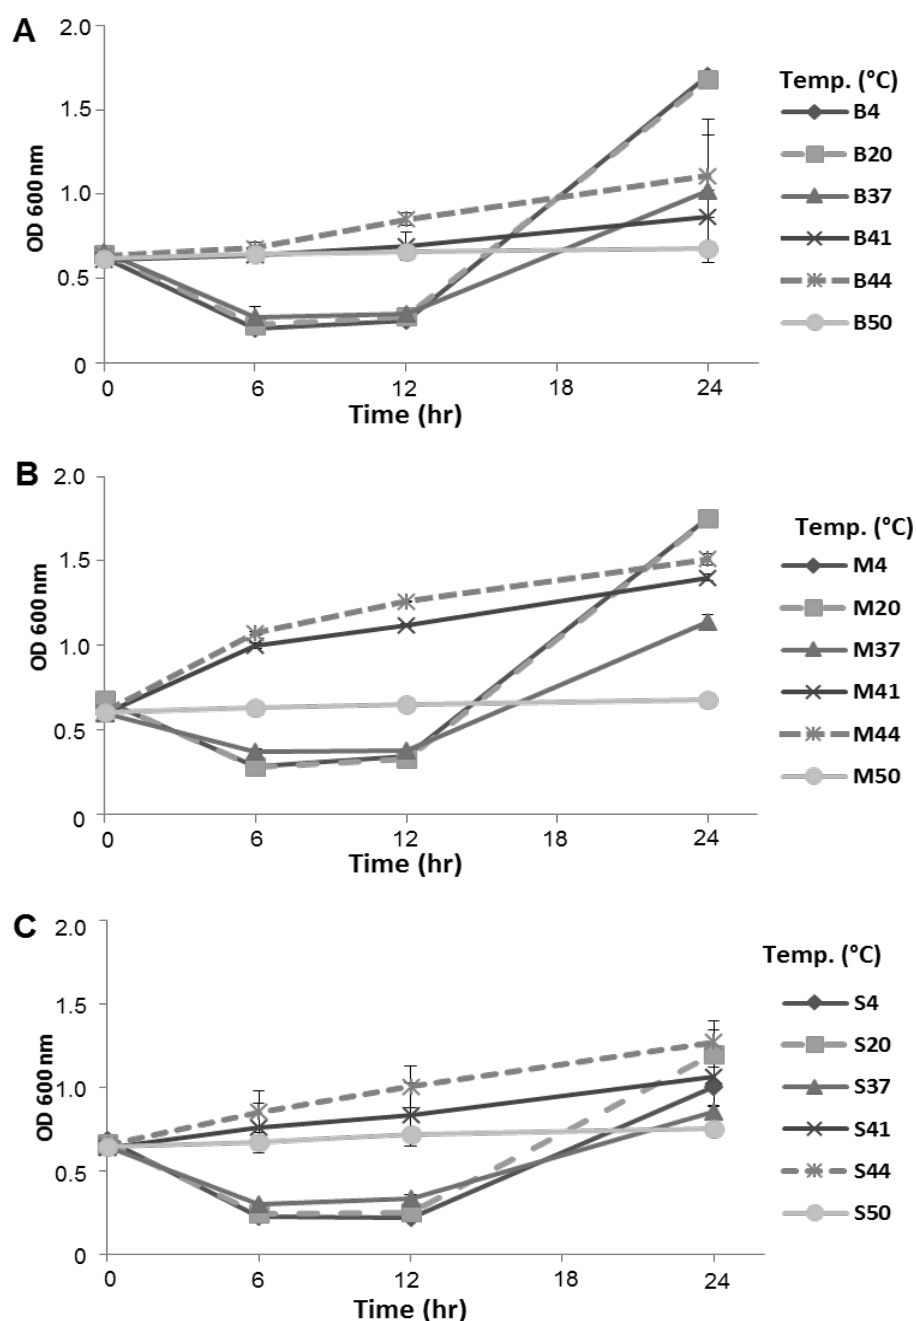 A
2.0
1.5
1.0
0.5
0
OD 600 nm
0 6 12 18 24
Time (hr)
Temp. (°C)
B4
B20
B37
B41
B44
B50
B
2.0
1.5
1.0
0.5
0
OD 600 nm
0 6 12 18 24
Time (hr)
Temp. (°C)
M4
M20
M37
M41
M44
M50
C
2.0
1.5
1.0
0.5
0
OD 600 nm
0 6 12 18 24
Time (hr)
Temp. (°C)
S4
S20
S37
S41
S44
S50